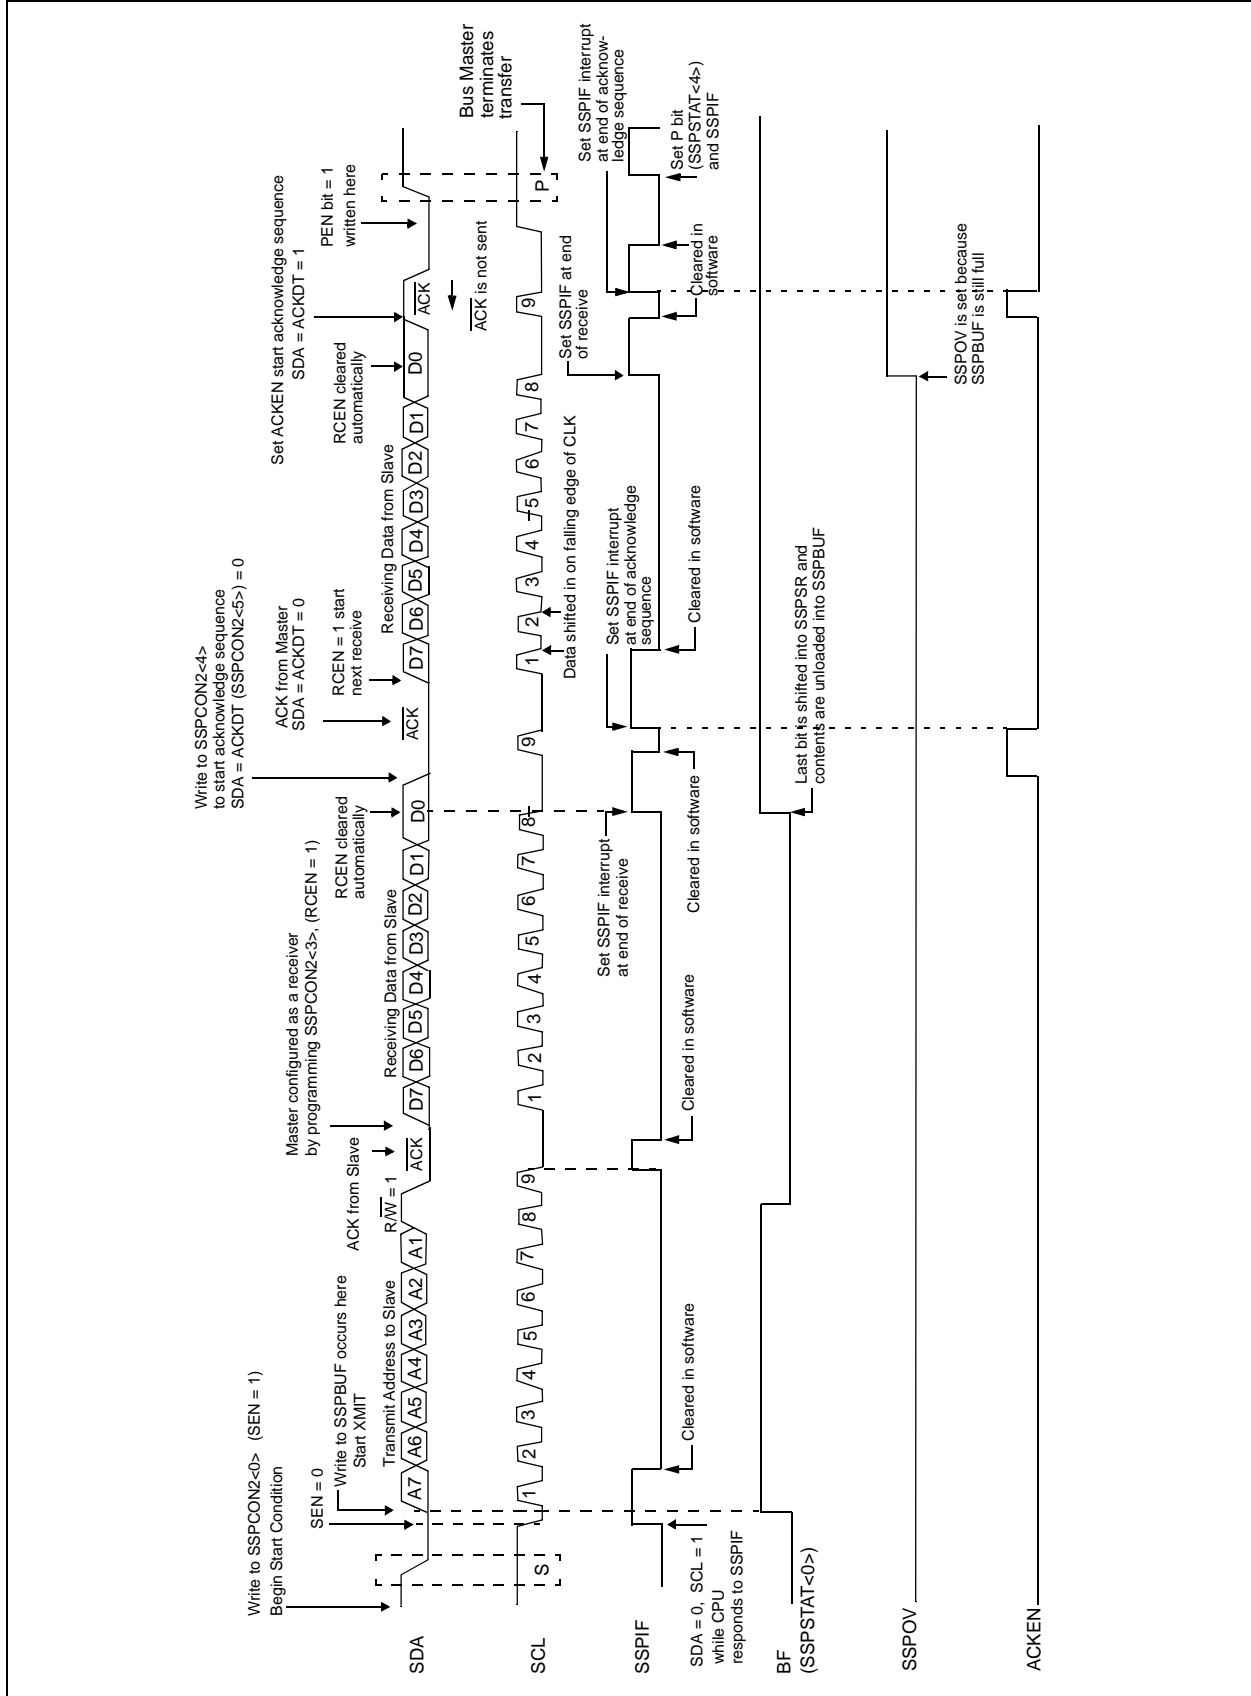 Write to SSPCON2<0> (SEN = 1)
Begin Start Condition
SEN = 0
Write to SSPBUF occurs here
Start XMIT
Write to SSPCON2<4>
to start acknowledge sequence
SDA = ACKDT (SSPCON2<5>) = 0
Master configured as a receiver
by programming SSPCON2<3>, (RCEN = 1)
ACK from Slave
RCEN cleared
automatically
ACK from Master
SDA = ACKDT = 0
RCEN = 1 start
next receive
Set ACKEN start acknowledge sequence
SDA = ACKDT = 1
RCEN cleared
automatically
PEN bit = 1
written here
Transmit Address to Slave
R/W = 1
Receiving Data from Slave
Receiving Data from Slave
SDA
A7 A6 A5 A4 A3 A2 A1
ACK
D7 D6 D5 D4 D3 D2 D1 D0
ACK
D7 D6 D5 D4 D3 D2 D1 D0
ACK
ACK is not sent
Bus Master
terminates
transfer
SCL
S
1 2 3 4 5 6 7 8 9
1 2 3 4 5 6 7 8 9
1 2 3 4 5 6 7 8 9
P
Data shifted in on falling edge of CLK
Set SSPIF interrupt
at end of receive
Set SSPIF interrupt
at end of acknowledge
sequence
Set SSPIF at end
of receive
Set SSPIF interrupt
at end of acknow-
ledge sequence
SSPIF
SDA = 0, SCL = 1
while CPU
responds to SSPIF
Cleared in software
Cleared in software
Cleared in software
Cleared in software
Cleared in
software
Set P bit
(SSPSTAT<4>)
and SSPIF
BF
(SSPSTAT<0>)
Last bit is shifted into SSPSR and
contents are unloaded into SSPBUF
SSPOV
SSPOV is set because
SSPBUF is still full
ACKEN